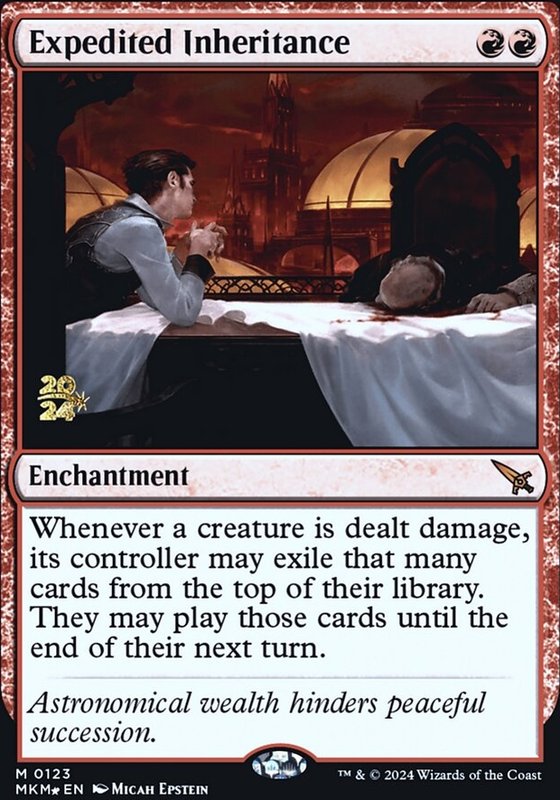 Expedited Inheritance
20
24
Enchantment
Whenever a creature is dealt damage,
its controller may exile that many
cards from the top of their library.
They may play those cards until the
end of their next turn.
Astronomical wealth hinders peaceful
succession.
M 0123
MKM★EN Micah Epstein
™ & © 2024 Wizards of the Coast